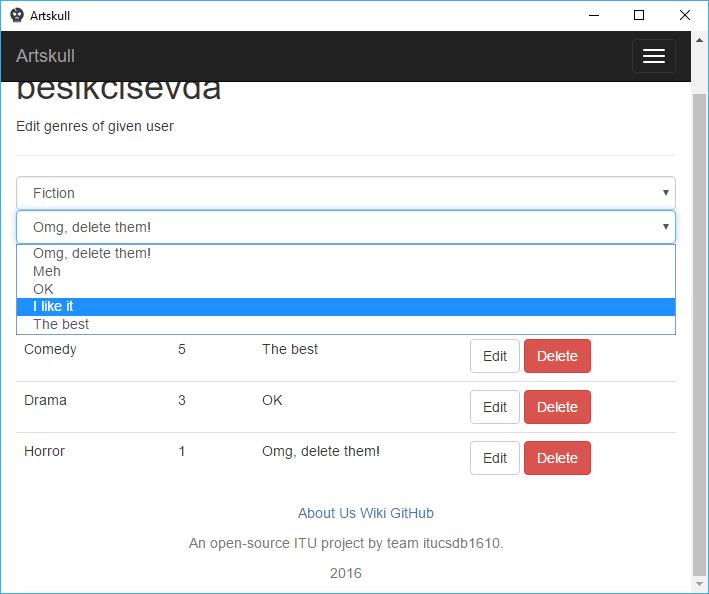 Artskull
Artskull
besikcisevda
Edit genres of given user
Fiction
Omg, delete them!
Omg, delete them!
Meh
OK
I like it
The best
Comedy 5 The best Edit Delete
Drama 3 OK Edit Delete
Horror 1 Omg, delete them! Edit Delete
About Us Wiki GitHub
An open-source ITU project by team itucsdb1610.
2016